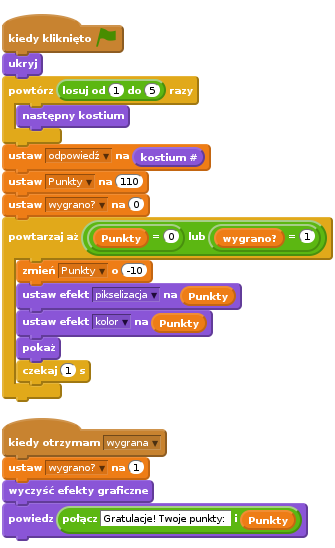 kiedy kliknięto
ukryj
powtórz losuj od 1 do 5 razy
następny kostium
ustaw odpowiedź na kostium #
ustaw Punkty na 110
ustaw wygrano? na 0
powtarzaj aż Punkty = 0 lub wygrano? = 1
zmień Punkty o -10
ustaw efekt pikselizacja na Punkty
ustaw efekt kolor na Punkty
pokaż
czekaj 1 s
kiedy otrzymam wygrana
ustaw wygrano? na 1
wyczyść efekty graficzne
powiedz połącz Gratulacje! Twoje punkty: i Punkty